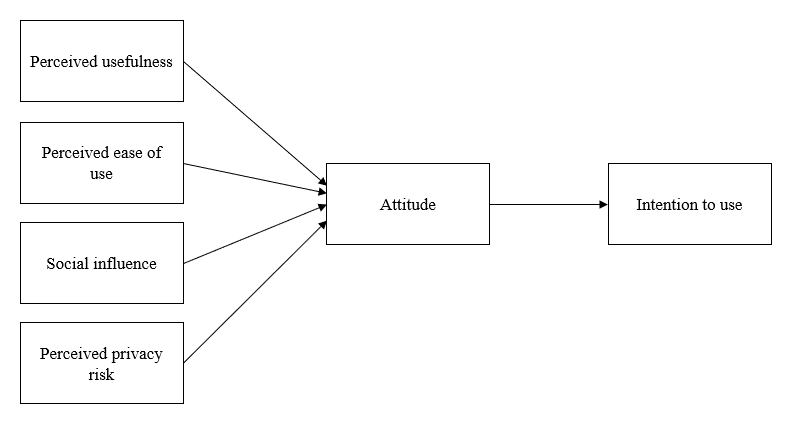 Perceived usefulness
Perceived ease of
use
Social influence
Perceived privacy
risk
Attitude
Intention to use